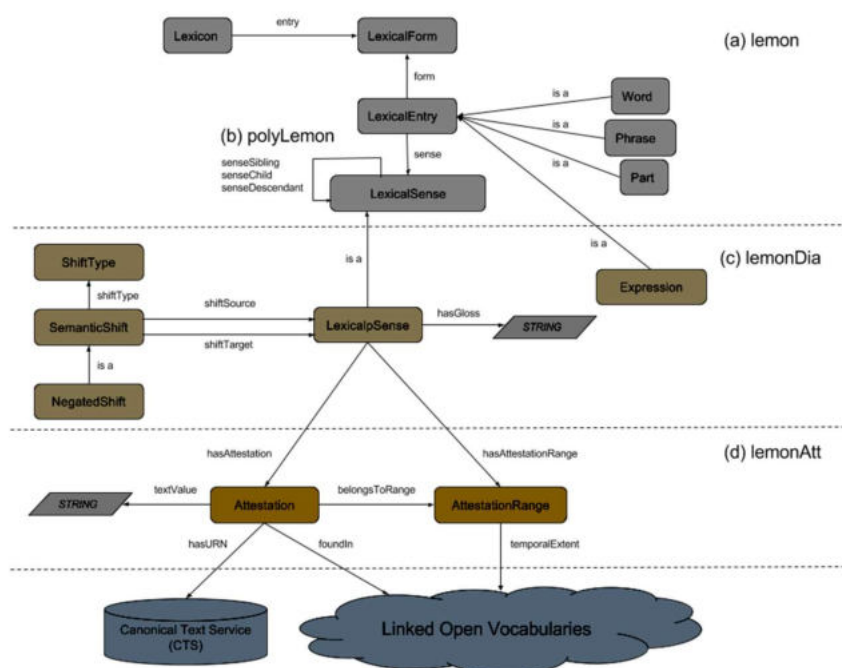 entry
Lexicon
LexicalForm
(a) lemon
form
is a
Word
LexicalEntry
is a
Phrase
(b) polyLemon
is a
sense
senseSibling
senseChild
senseDescendant
Part
LexicalSense
is a
is a
(c) lemonDia
ShiftType
Expression
shiftType
shiftSource
hasGloss
SemanticShift
LexicalpSense
STRING
shiftTarget
is a
NegatedShift
hasAttestation
hasAttestationRange
(d) lemonAtt
textValue
belongsToRange
STRING
Attestation
AttestationRange
hasURN
foundIn
temporalExtent
Canonical Text Service
(CTS)
Linked Open Vocabularies